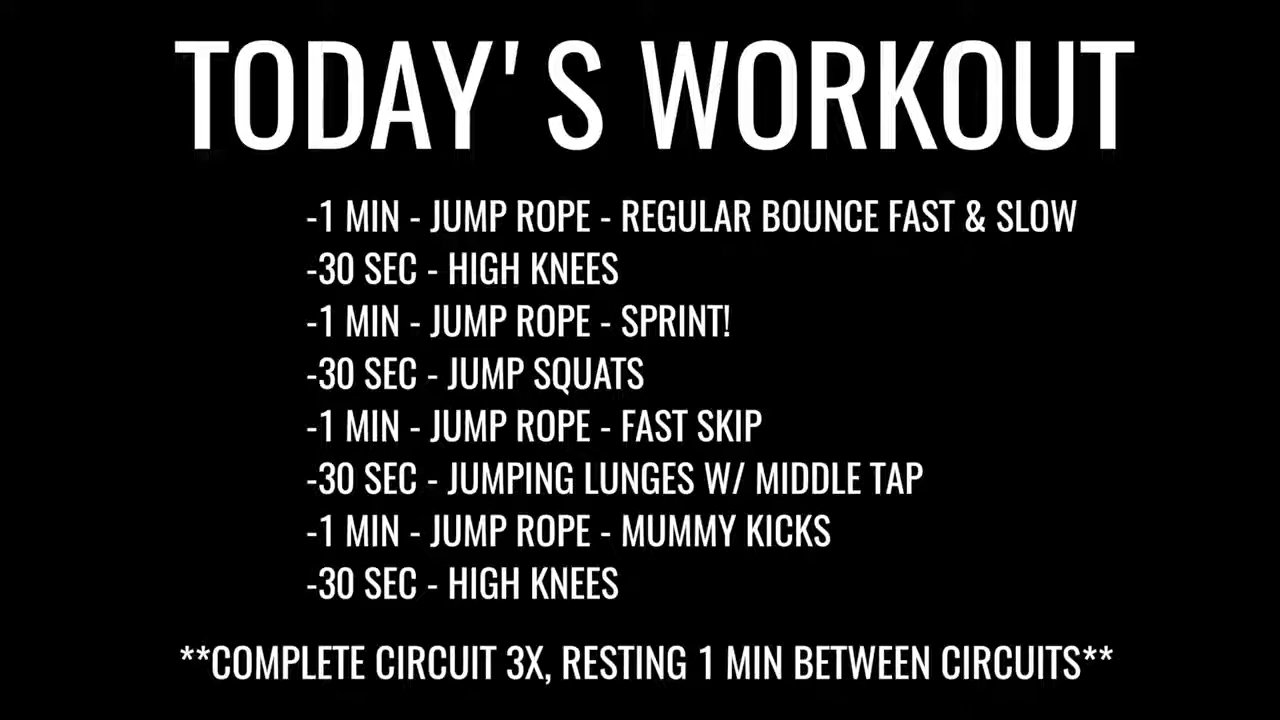 TODAY'S WORKOUT
-1 MIN - JUMP ROPE - REGULAR BOUNCE FAST & SLOW
-30 SEC - HIGH KNEES
-1 MIN - JUMP ROPE - SPRINT!
-30 SEC - JUMP SQUATS
-1 MIN - JUMP ROPE - FAST SKIP
-30 SEC - JUMPING LUNGES W/ MIDDLE TAP
-1 MIN - JUMP ROPE - MUMMY KICKS
-30 SEC - HIGH KNEES
**COMPLETE CIRCUIT 3X, RESTING 1 MIN BETWEEN CIRCUITS**